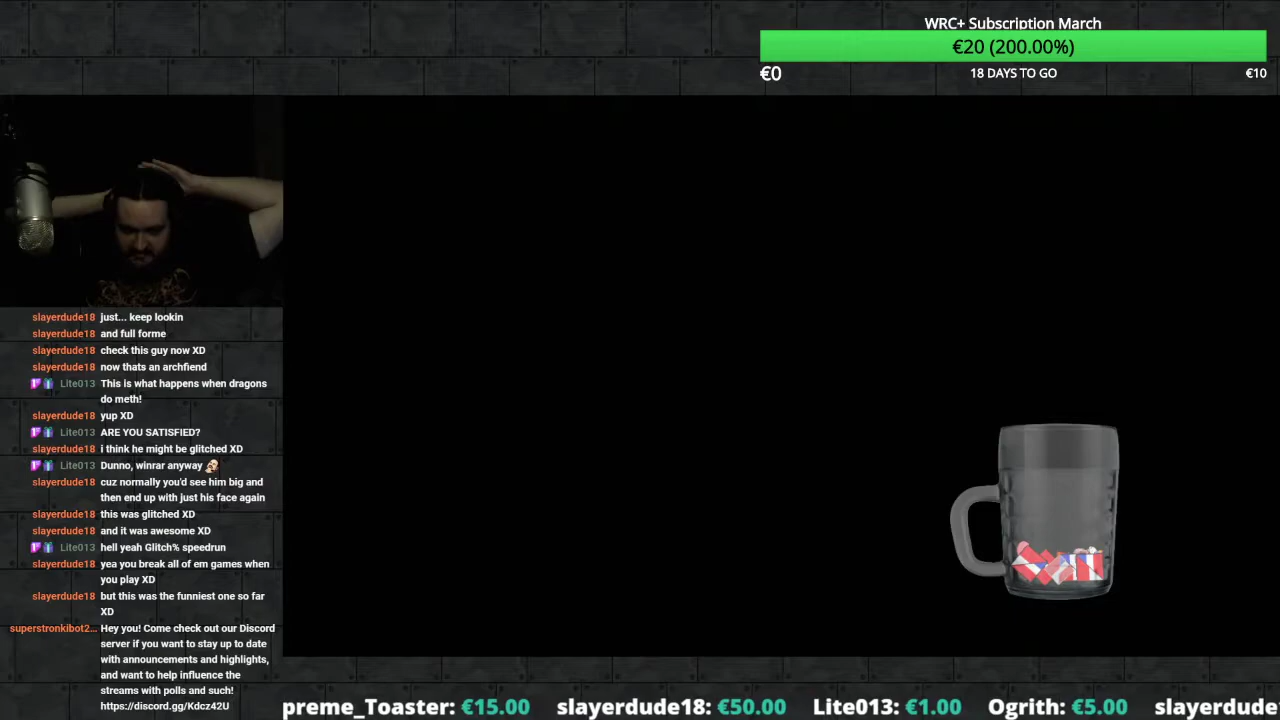 WRC+ Subscription March
€20 (200.00%)
€0 18 DAYS TO GO €10
slayerdude18 just... keep lookin
slayerdude18 and full forme
slayerdude18 check this guy now XD
slayerdude18 now thats an archfiend
Lite013 This is what happens when dragons
do meth!
slayerdude18 yup XD
Lite013 ARE YOU SATISFIED?
slayerdude18 i think he might be glitched XD
Lite013 Dunno, winrar anyway
slayerdude18 cuz normally you'd see him big and
then end up with just his face again
slayerdude18 this was glitched XD
slayerdude18 and it was awesome XD
Lite013 hell yeah Glitch% speedrun
slayerdude18 yea you break all of em games when
you play XD
slayerdude18 but this was the funniest one so far
XD
superstronkibot2... Hey you! Come check out our Discord
server if you want to stay up to date
with announcements and highlights,
and want to help influence the
streams with polls and such!
https://discord.gg/Kdcz42U
preme_Toaster: €15.00 slayerdude18: €50.00 Lite013: €1.00 Ogrith: €5.00 slayerdude